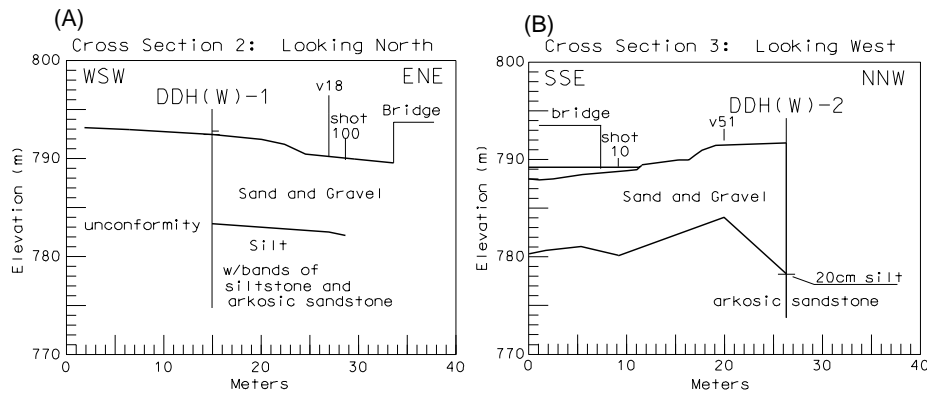 (A)
Cross Section 2: Looking North
800
790
780
770
Elevation (m)
WSW
ENE
DDH(W)-1
v18
shot
100
Bridge
Sand and Gravel
unconformity
Silt
w/bands of
siltstone and
arkosic sandstone
0
10
20
30
40
Meters
(B)
Cross Section 3: Looking West
800
790
780
770
Elevation (m)
SSE
NNW
DDH(W)-2
bridge
shot
10
v51
Sand and Gravel
20cm silt
arkosic sandstone
0
10
20
30
40
Meters